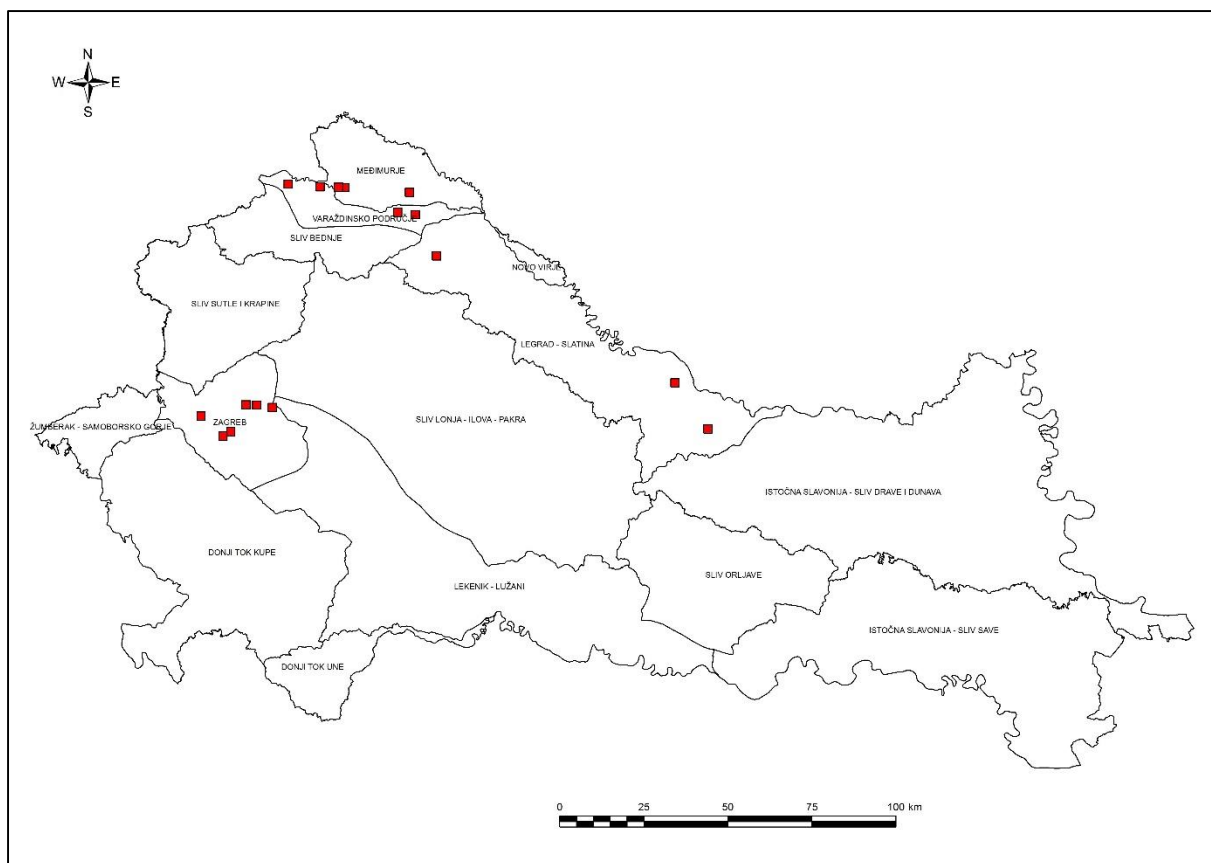 N
W E
S
MEĐIMURJE
VARAŽDINSKO PODRUČJE
SLIV BEDNJE
NOVO VIRJE
SLIV SUTLE I KRAPINE
LEGRAD - SLATINA
SLIV LONJA - ILOVA - PAKRA
ZAGREB
ŽUMBERAK - SAMOBORSKO GORJE
ISTOČNA SLAVONIJA - SLIV DRAVE I DUNAVA
DONJI TOK KUPE
SLIV ORLJAVE
LEKENIK - LUŽANI
ISTOČNA SLAVONIJA - SLIV SAVE
DONJI TOK UNE
0 25 50 75 100 km